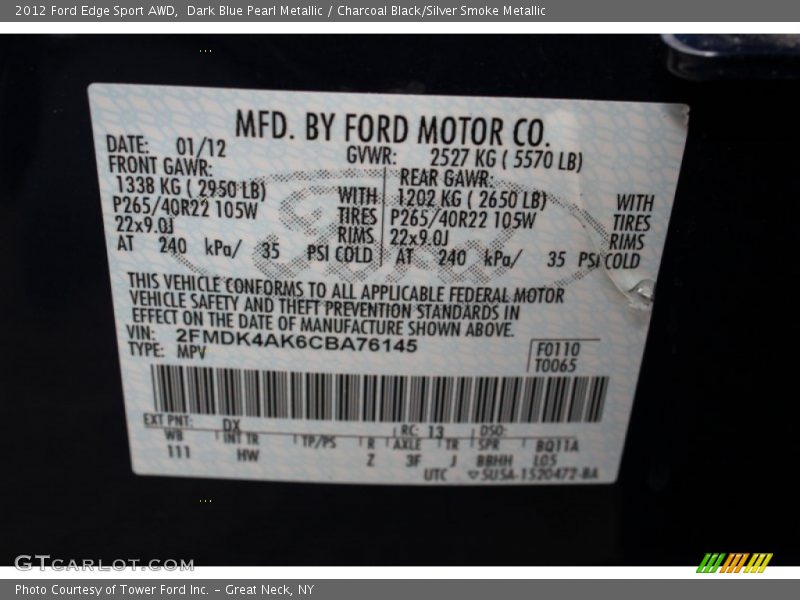 2012 Ford Edge Sport AWD, Dark Blue Pearl Metallic / Charcoal Black/Silver Smoke Metallic
MFD. BY FORD MOTOR CO.
DATE: 01/12 GVWR: 2527 KG ( 5570 LB)
FRONT GAWR: REAR GAWR:
1338 KG ( 2950 LB) WITH 1202 KG ( 2650 LB) WITH
P265/40R22 105W TIRES P265/40R22 105W TIRES
22x9.0J RIMS 22x9.0J RIMS
AT 240 kPa/ 35 PSI COLD AT 240 kPa/ 35 PSI COLD
Ford
THIS VEHICLE CONFORMS TO ALL APPLICABLE FEDERAL MOTOR
VEHICLE SAFETY AND THEFT PREVENTION STANDARDS IN
EFFECT ON THE DATE OF MANUFACTURE SHOWN ABOVE.
VIN: 2FMDK4AK6CBA76145
TYPE: MPV F0110
T0065
EXT PNT: DX RC: 13 DSO:
WB INT TR TP/PS R AXLE TR SPR BQ11A
111 HW Z 3F J BBHH L05
UTC SU5A-1520472-BA
GTCARLOT.COM
Photo Courtesy of Tower Ford Inc. - Great Neck, NY